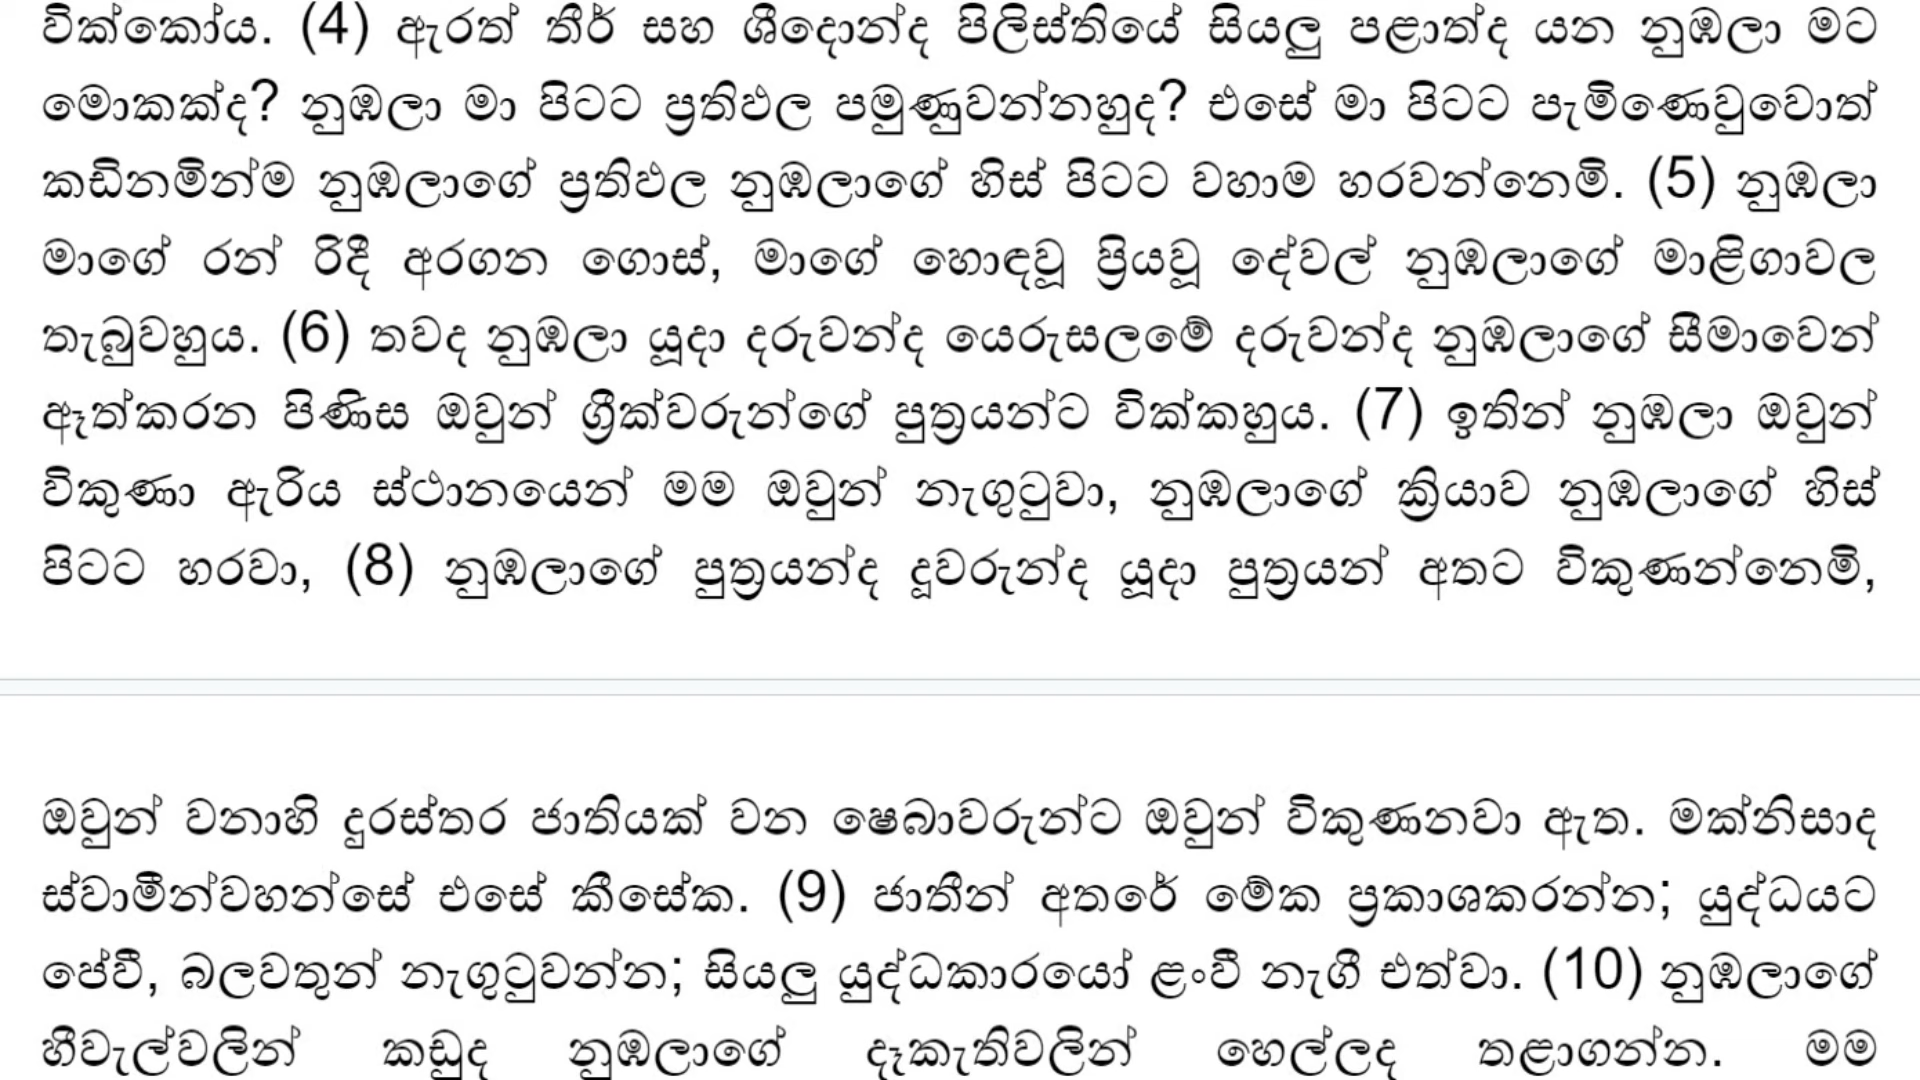 වික්කෝය. (4) ඇරත් තීර් සහ ශීදොන්ද පිලිස්තියේ සියලු පළාත්ද යන නුඹලා මට
මොකක්ද? නුඹලා මා පිටට ප්‍රතිඵල පමුණුවන්නහුද? එසේ මා පිටට පැමිණෙව්වොත්
කඩිනමින්ම නුඹලාගේ ප්‍රතිඵල නුඹලාගේ හිස් පිටට වහාම හරවන්නෙමි. (5) නුඹලා
මාගේ රන් රිදී අරගන ගොස්, මාගේ හොඳවූ ප්‍රියවූ දේවල් නුඹලාගේ මාළිගාවල
තැබුවහුය. (6) තවද නුඹලා යූදා දරුවන්ද යෙරුසලමේ දරුවන්ද නුඹලාගේ සීමාවෙන්
ඈත්කරන පිණිස ඔවුන් ග්‍රීක්වරුන්ගේ පුත්‍රයන්ට වික්කහුය. (7) ඉතින් නුඹලා ඔවුන්
විකුණා ඇරිය ස්ථානයෙන් මම ඔවුන් නැගුටුවා, නුඹලාගේ ක්‍රියාව නුඹලාගේ හිස්
පිටට හරවා, (8) නුඹලාගේ පුත්‍රයන්ද දූවරුන්ද යූදා පුත්‍රයන් අතට විකුණන්නෙමි,
ඔවුන් වනාහි දුරස්තර ජාතියක් වන ෂෙබාවරුන්ට ඔවුන් විකුණනවා ඇත. මක්නිසාද
ස්වාමීන්වහන්සේ එසේ කීසේක. (9) ජාතීන් අතරේ මේක ප්‍රකාශකරන්න; යුද්ධයට
පේවී, බලවතුන් නැගුටුවන්න; සියලු යුද්ධකාරයෝ ළංවී නැගී එත්වා. (10) නුඹලාගේ
හීවැල්වලින් කඩුද නුඹලාගේ දෑකැතිවලින් හෙල්ලද තළාගන්න. මම